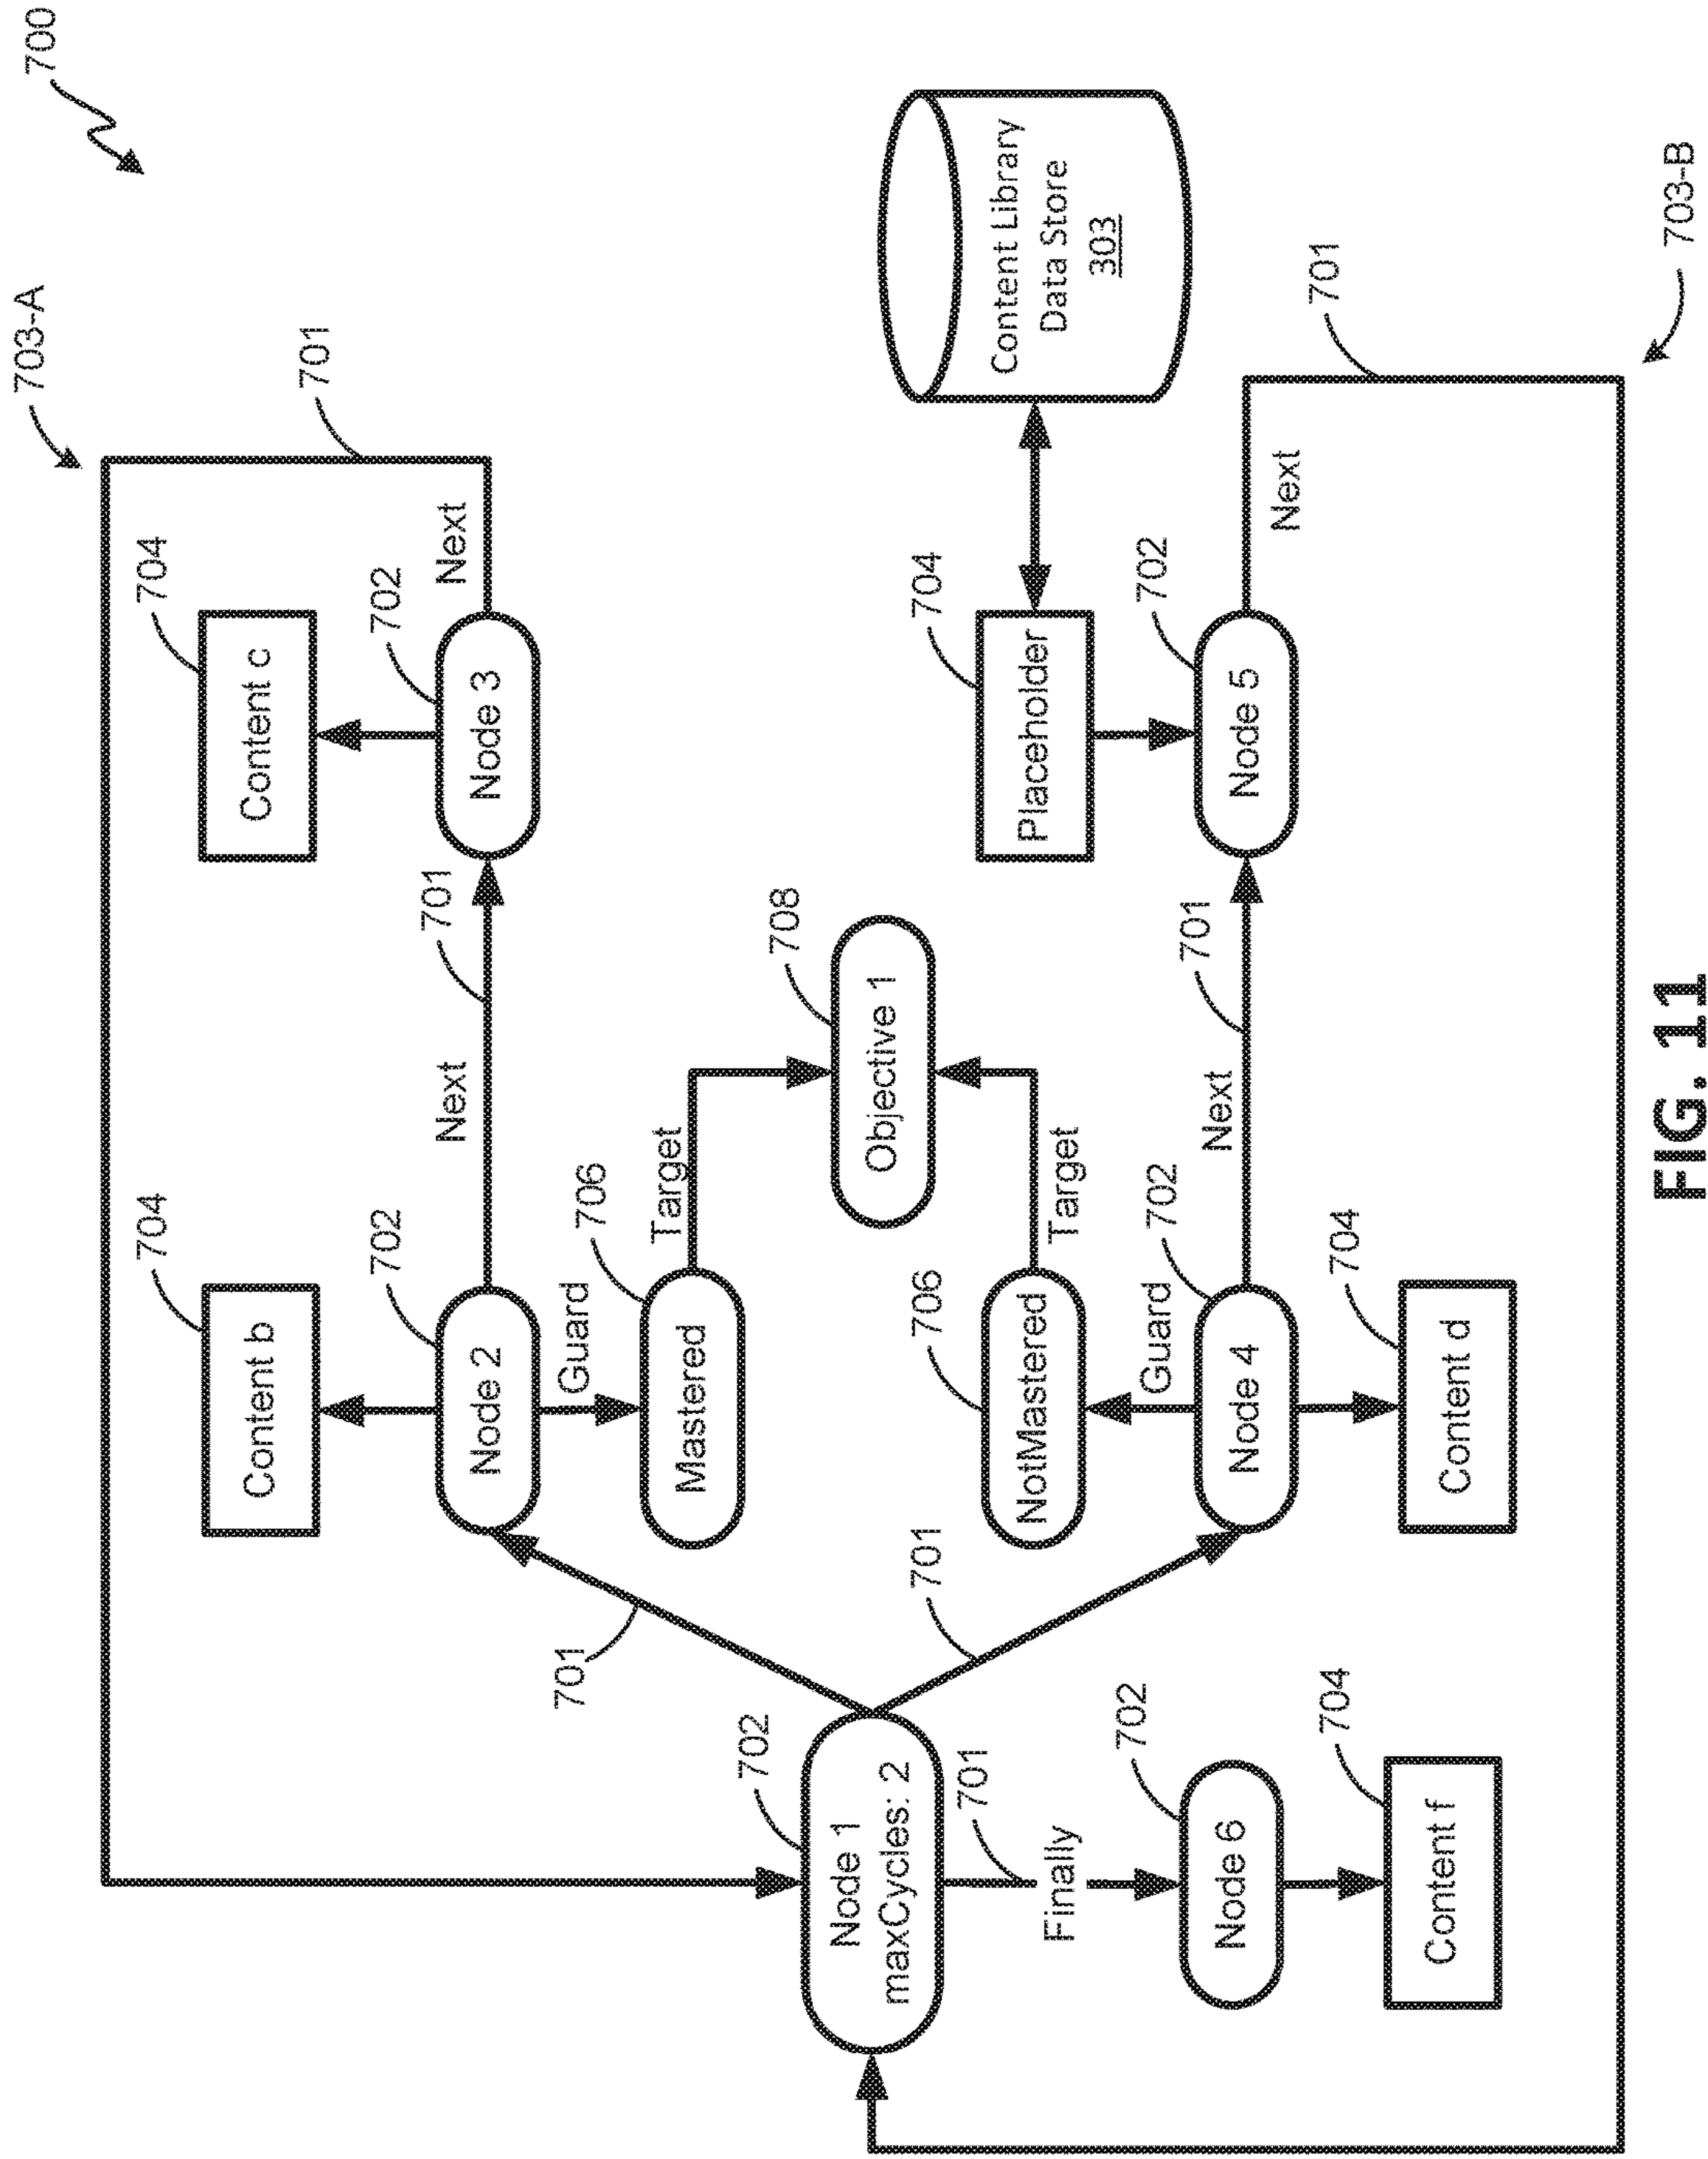 700
703-A
701
704
Content b
704
Content c
702
Node 2
Next
701
702
Node 3
Next
Guard
706
Mastered
Target
701
702
Node 1
maxCycles: 2
708
Objective 1
701
706
NotMastered
Target
704
Placeholder
Content Library
Data Store
303
701
Finally
Guard
702
Node 4
Next
701
702
Node 5
Next
701
702
Node 6
704
Content f
704
Content d
703-B
FIG. 11